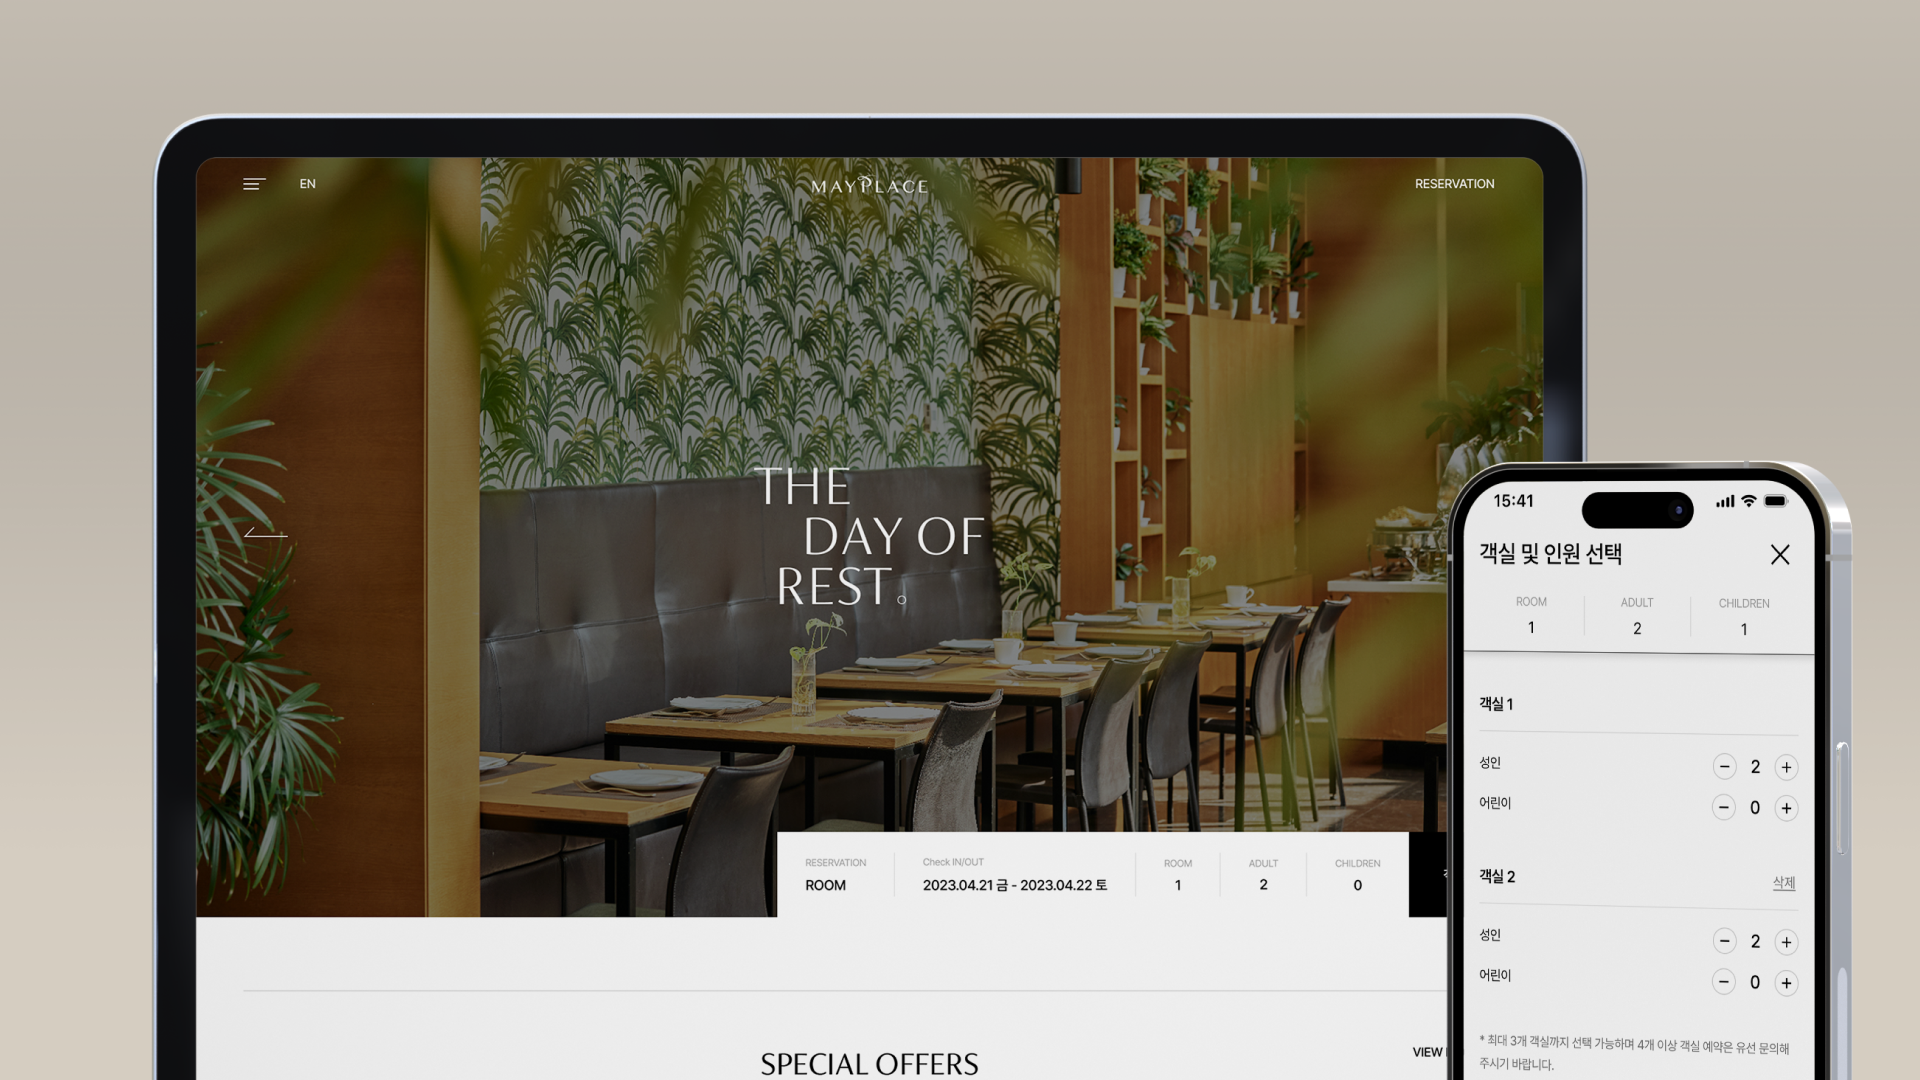 EN
MAYPLACE
RESERVATION
THE
DAY OF
REST
RESERVATION
ROOM
Check IN/OUT
2023.04.21 금 - 2023.04.22 토
ROOM
1
ADULT
2
CHILDREN
0
SPECIAL OFFERS
VIEW
15:41
객실 및 인원 선택
ROOM
1
ADULT
2
CHILDREN
1
객실 1
성인
2
어린이
0
객실 2
삭제
성인
2
어린이
0
* 최대 3개 객실까지 선택 가능하며 4개 이상 객실 예약은 유선 문의해
주시기 바랍니다.